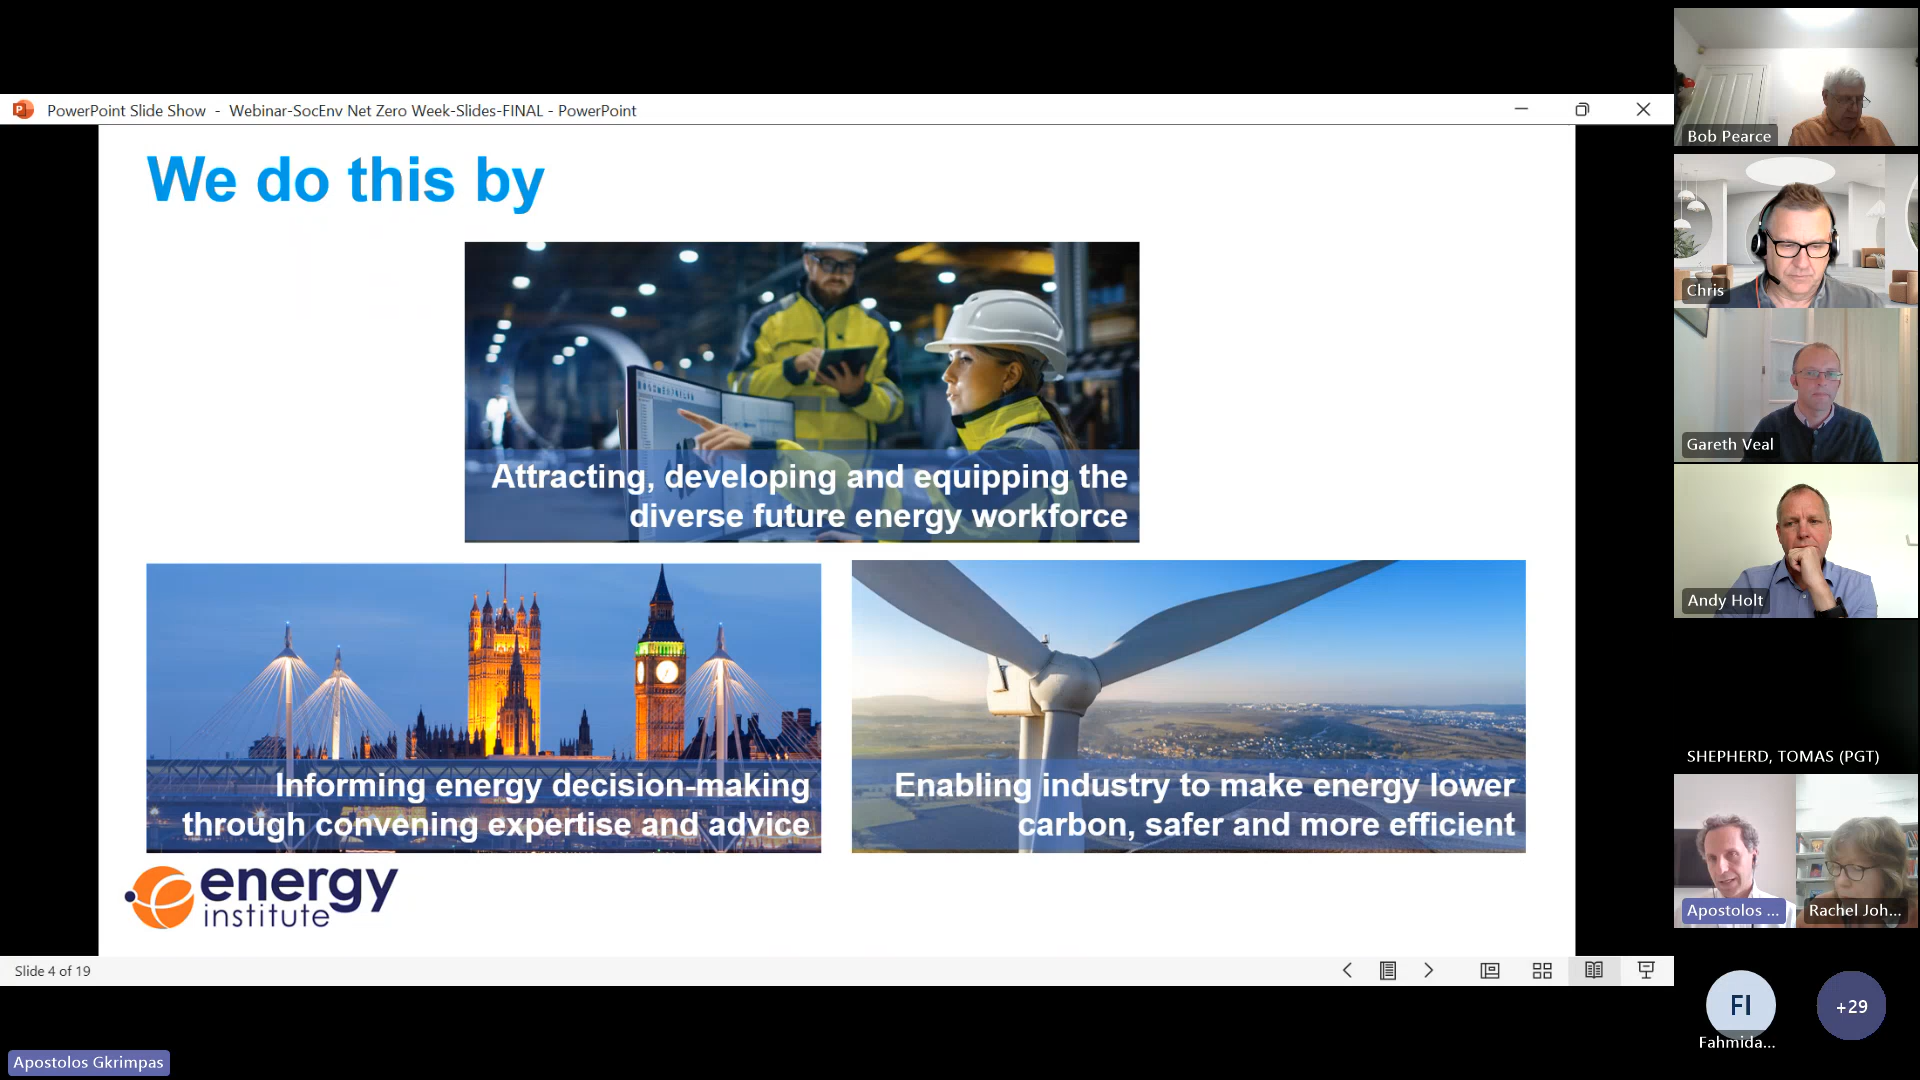 PowerPoint Slide Show - Webinar-SocEnv Net Zero Week-Slides-FINAL - PowerPoint
We do this by
Attracting, developing and equipping the
diverse future energy workforce
Informing energy decision-making
through convening expertise and advice
Enabling industry to make energy lower
carbon, safer and more efficient
energy
institute
Slide 4 of 19
Apostolos Gkrimpas
Bob Pearce
Chris
Gareth Veal
Andy Holt
SHEPHERD, TOMAS (PGT)
Apostolos ...
Rachel Joh...
FI
Fahmida...
+29